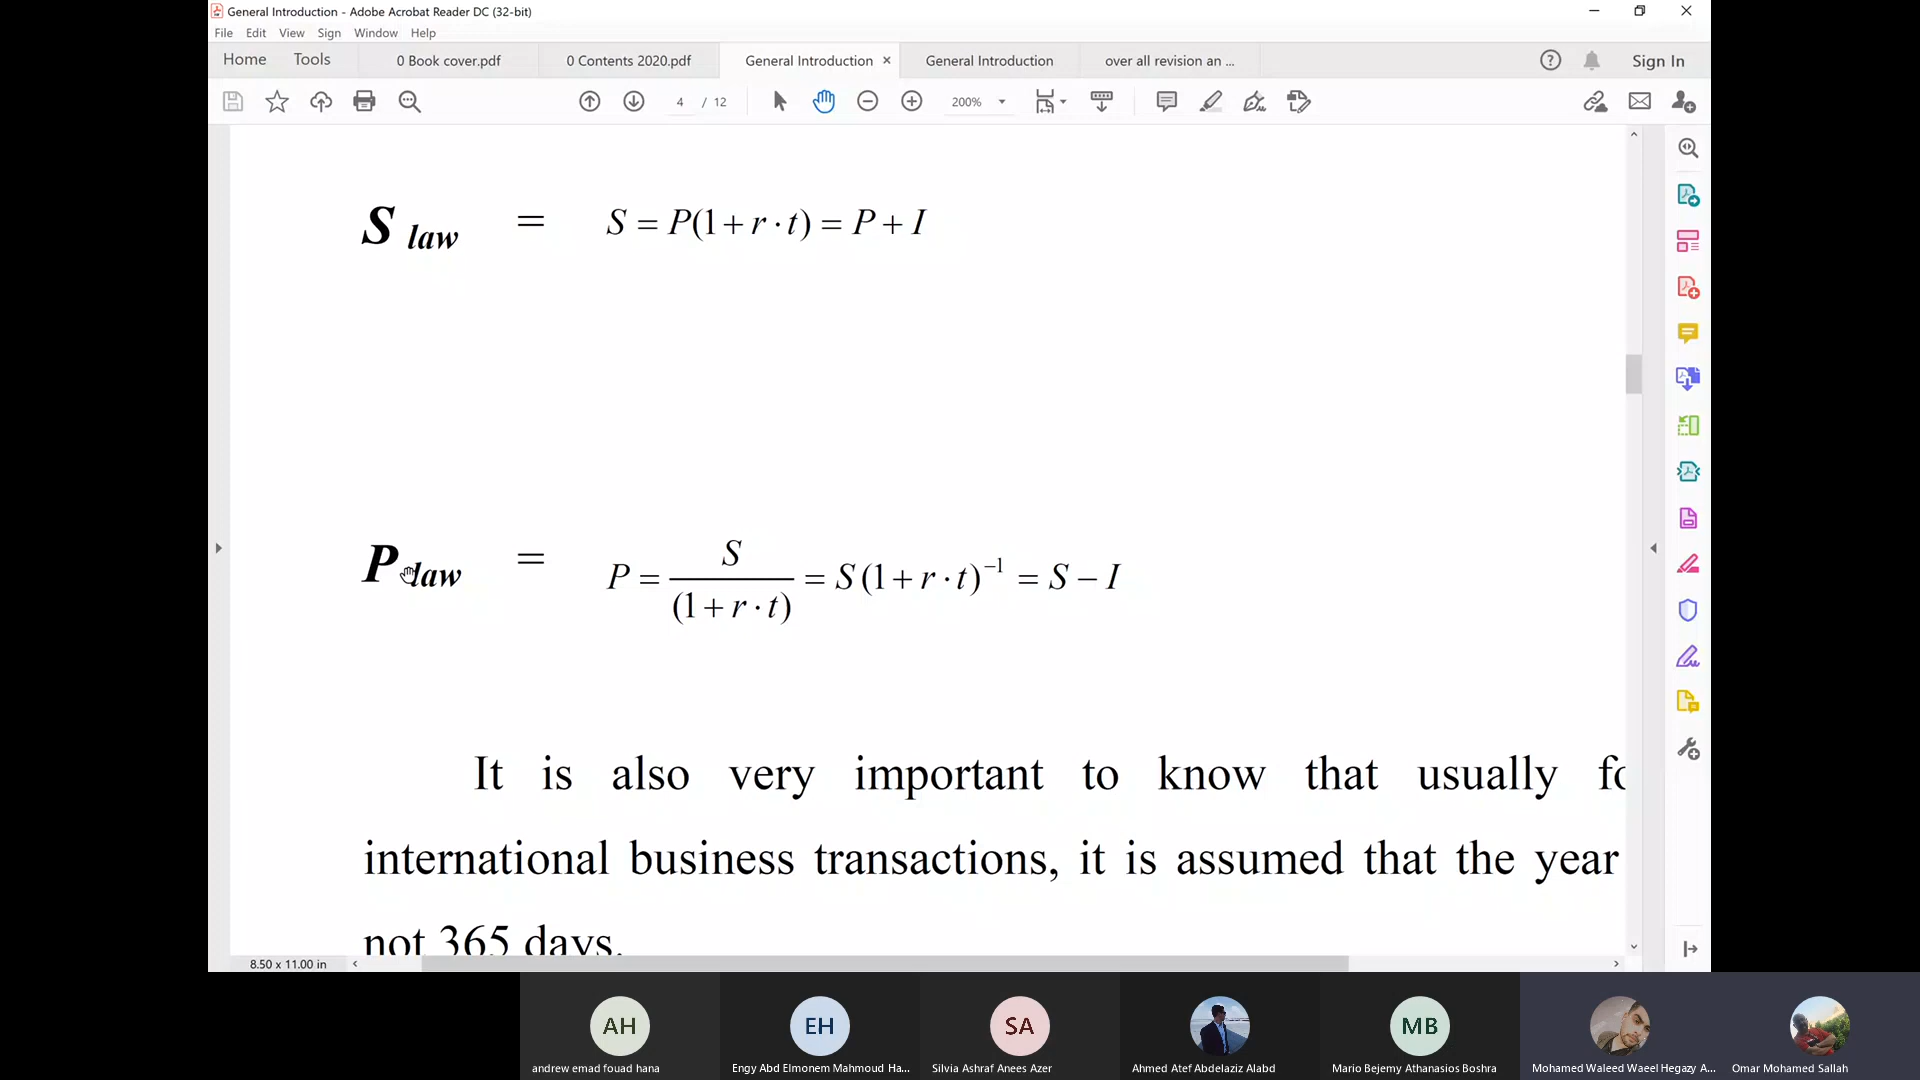 General Introduction - Adobe Acrobat Reader DC (32-bit)
File Edit View Sign Window Help
Home Tools 0 Book cover.pdf 0 Contents 2020.pdf General Introduction × General Introduction over all revision an ... Sign In
4 / 12 200%
S law = S = P(1 + r · t) = P + I
P law = P = S / (1 + r · t) = S(1 + r · t)⁻¹ = S − I
It is also very important to know that usually fo
international business transactions, it is assumed that the year
not 365 days.
8.50 x 11.00 in
AH EH SA MB
andrew emad fouad hana Engy Abd Elmonem Mahmoud Ha... Silvia Ashraf Anees Azer Ahmed Atef Abdelaziz Alabd Mario Bejemy Athanasios Boshra Mohamed Waleed Waeel Hegazy A... Omar Mohamed Sallah